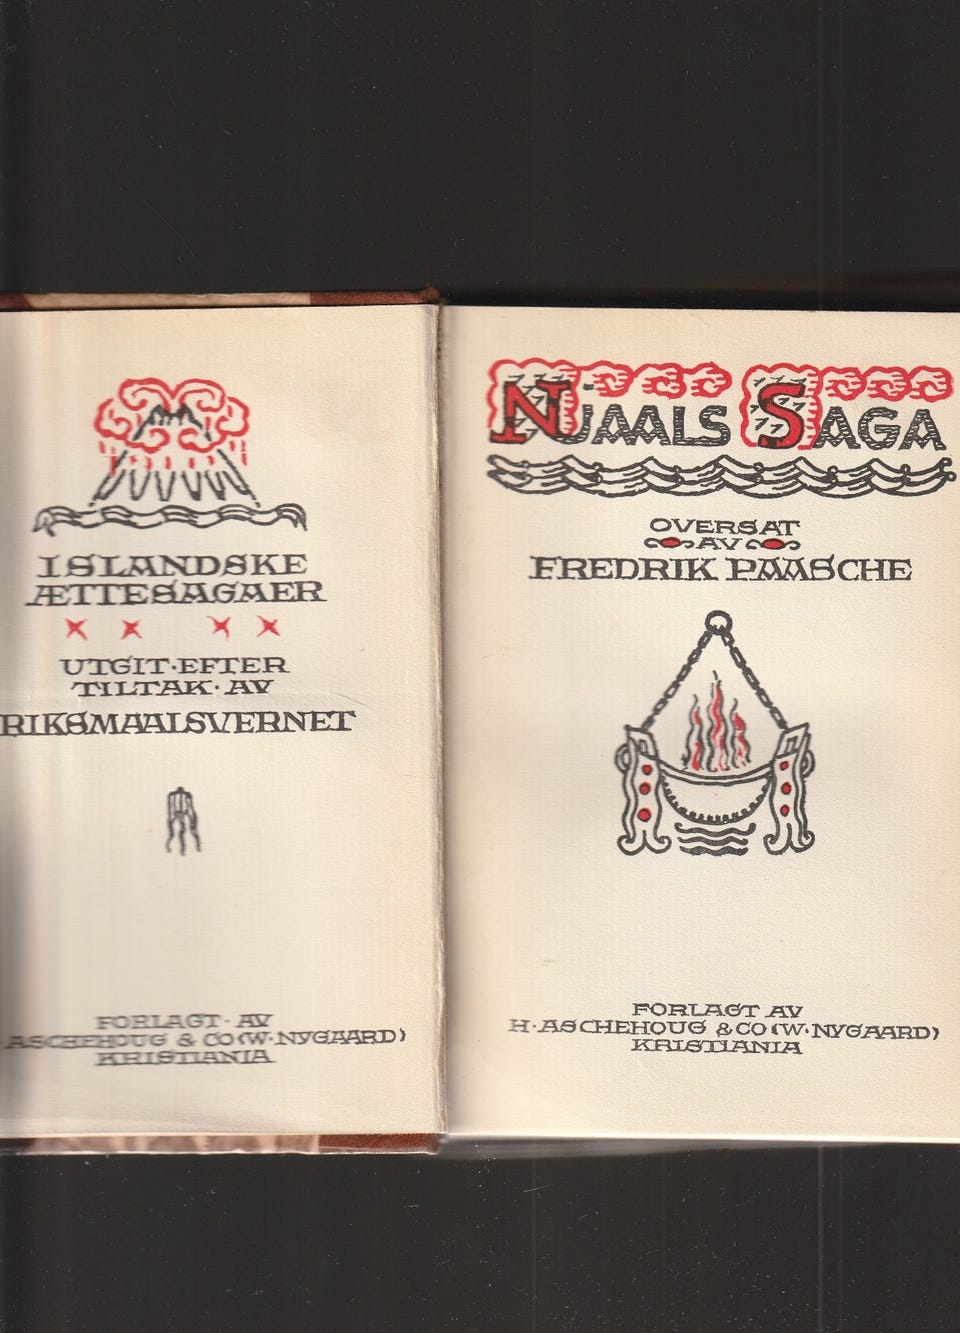 ISLANDSKE
ÆTTESAGAER
UTGIT·EFTER
TILTAK·AV
RIKSMAALSVERNET
FORLAGT·AV
ASCHEHOUG & CO (W·NYGAARD)
KRISTIANIA
NJAALS SAGA
OVERSAT
AV
FREDRIK PAASCHE
FORLAGT AV
H·ASCHEHOUG & CO (W·NYGAARD)
KRISTIANIA